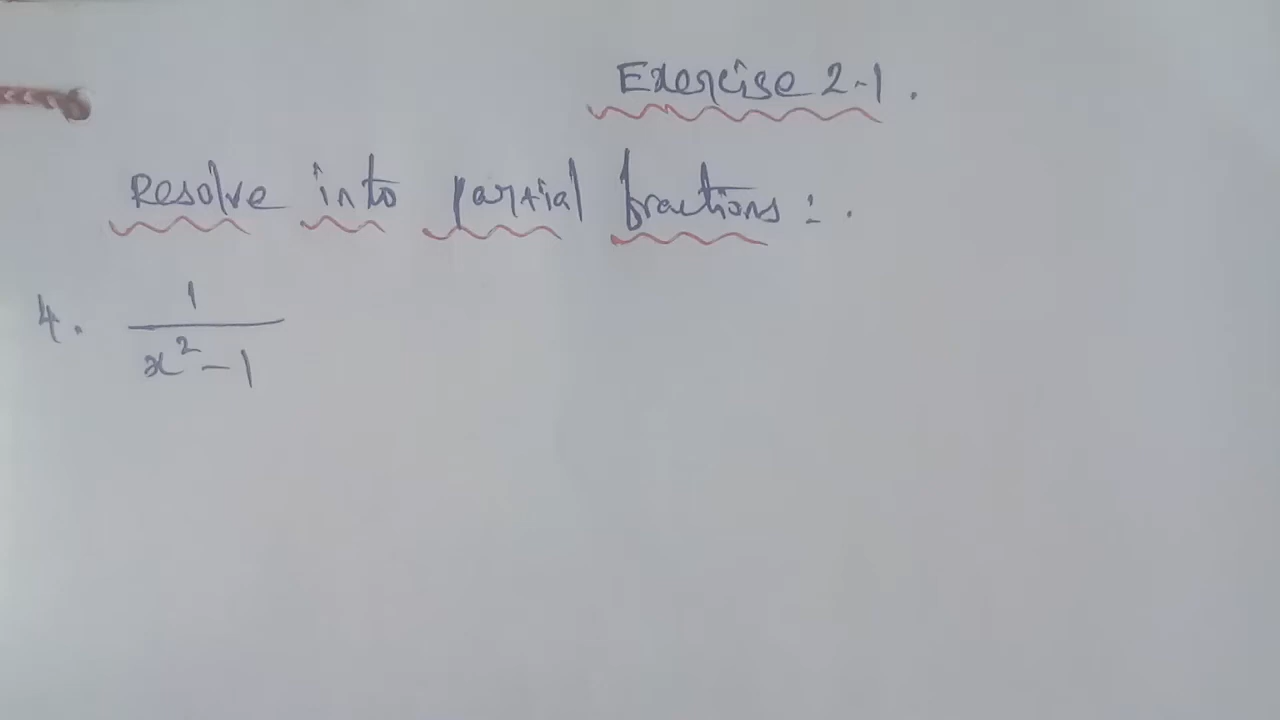 Exercise 2.1.
Resolve into partial fractions :.
4. 1
x² - 1